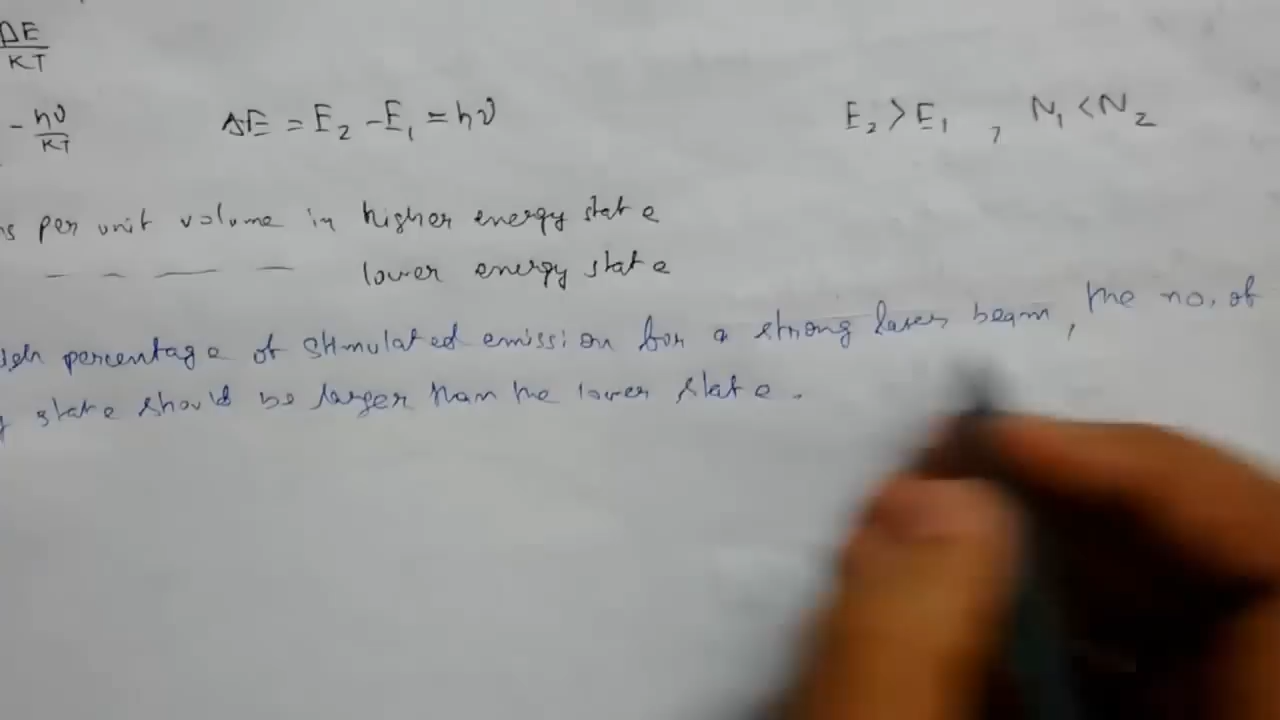 ΔE/KT
- hν/KT ΔE = E₂ - E₁ = hν E₂ > E₁ , N₁ < N₂
per unit volume in higher energy state
— — — — lower energy state
percentage of stimulated emission for a strong laser beam, the no. of
state should be larger than the lower state.